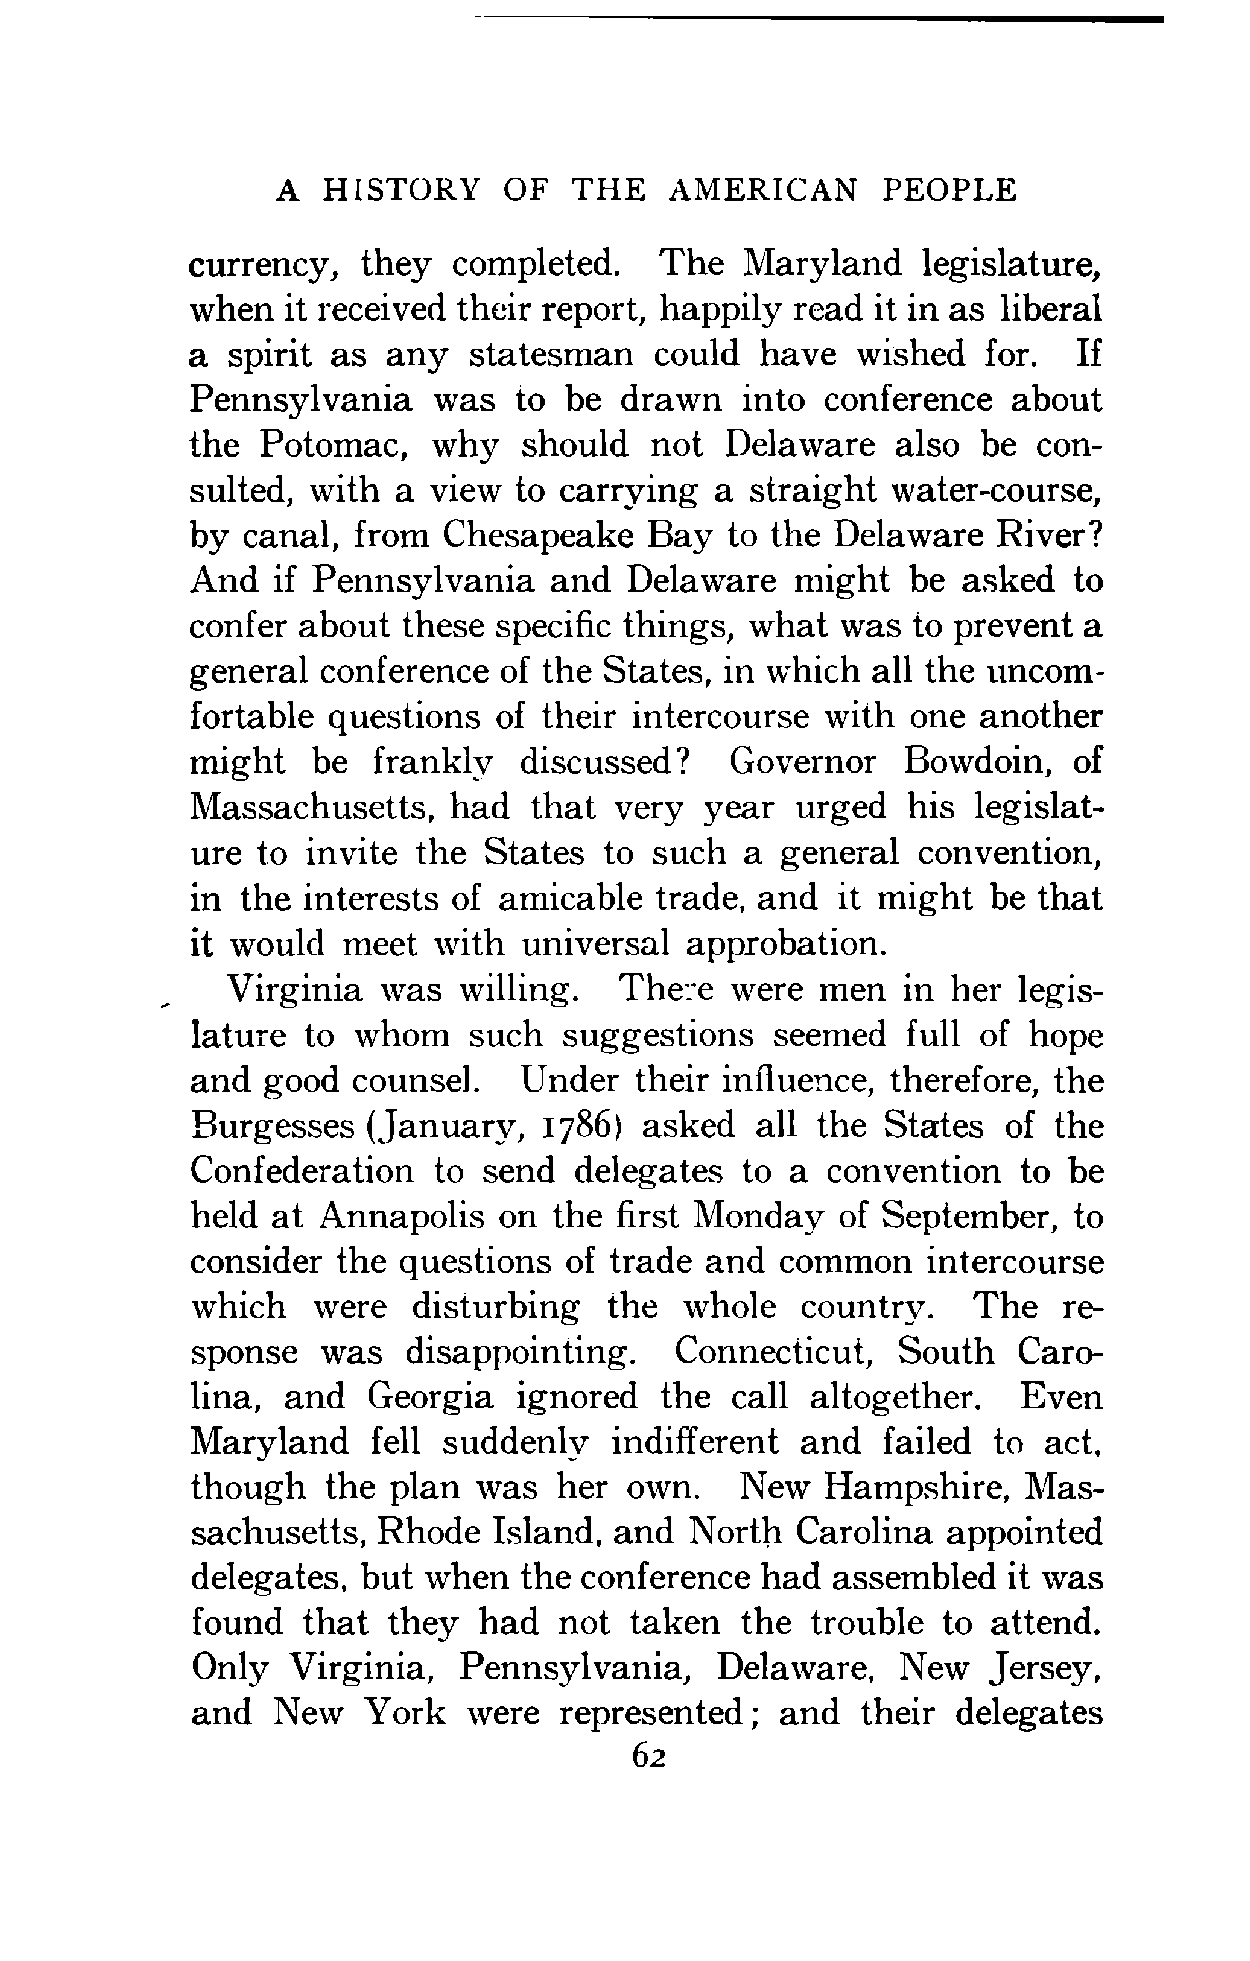 A HISTORY OF THE AMERICAN PEOPLE
currency, they completed. The Maryland legislature,
when it received their report, happily read it in as liberal
a spirit as any statesman could have wished for. If
Pennsylvania was to be drawn into conference about
the Potomac, why should not Delaware also be con-
sulted, with a view to carrying a straight water-course,
by canal, from Chesapeake Bay to the Delaware River?
And if Pennsylvania and Delaware might be asked to
confer about these specific things, what was to prevent a
general conference of the States, in which all the uncom-
fortable questions of their intercourse with one another
might be frankly discussed? Governor Bowdoin, of
Massachusetts, had that very year urged his legislat-
ure to invite the States to such a general convention,
in the interests of amicable trade, and it might be that
it would meet with universal approbation.
Virginia was willing. There were men in her legis-
lature to whom such suggestions seemed full of hope
and good counsel. Under their influence, therefore, the
Burgesses (January, 1786) asked all the States of the
Confederation to send delegates to a convention to be
held at Annapolis on the first Monday of September, to
consider the questions of trade and common intercourse
which were disturbing the whole country. The re-
sponse was disappointing. Connecticut, South Caro-
lina, and Georgia ignored the call altogether. Even
Maryland fell suddenly indifferent and failed to act,
though the plan was her own. New Hampshire, Mas-
sachusetts, Rhode Island, and North Carolina appointed
delegates, but when the conference had assembled it was
found that they had not taken the trouble to attend.
Only Virginia, Pennsylvania, Delaware, New Jersey,
and New York were represented; and their delegates
62